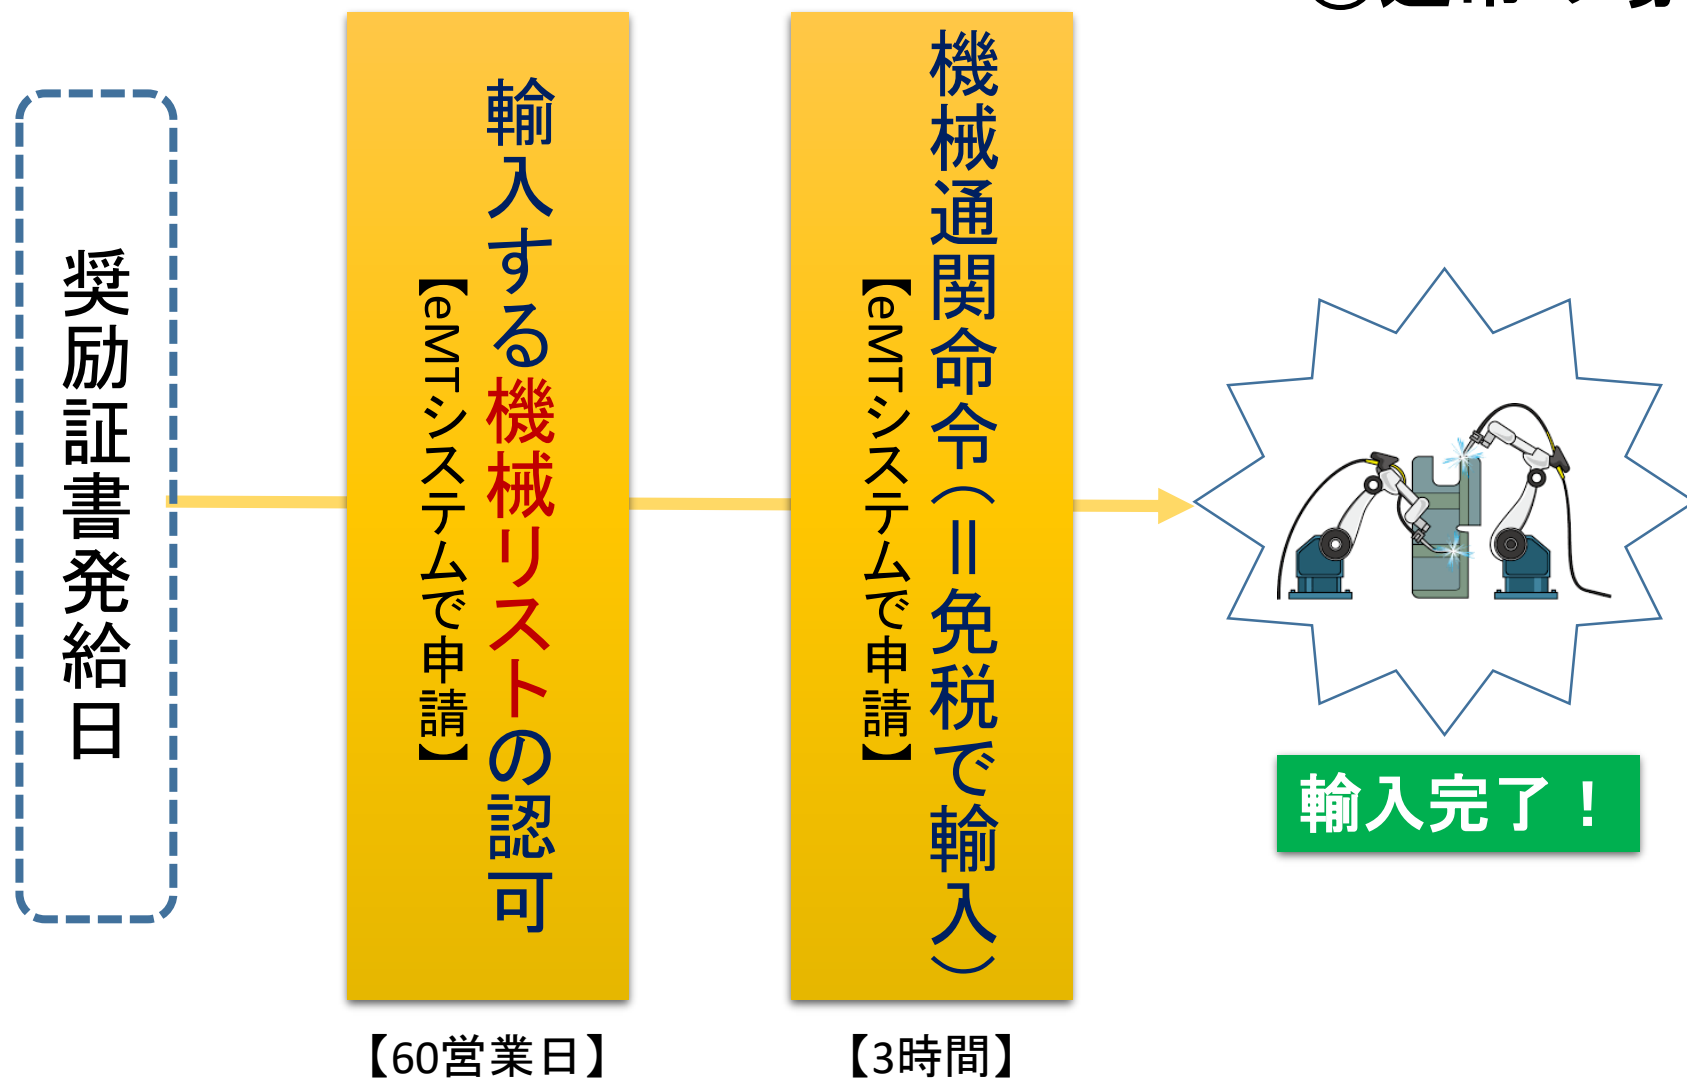 奨励証書発給日
輸入する機械リストの認可
【eMTシステムで申請】
【60営業日】
機械通関命令（＝免税で輸入）
【eMTシステムで申請】
【3時間】
輸入完了！